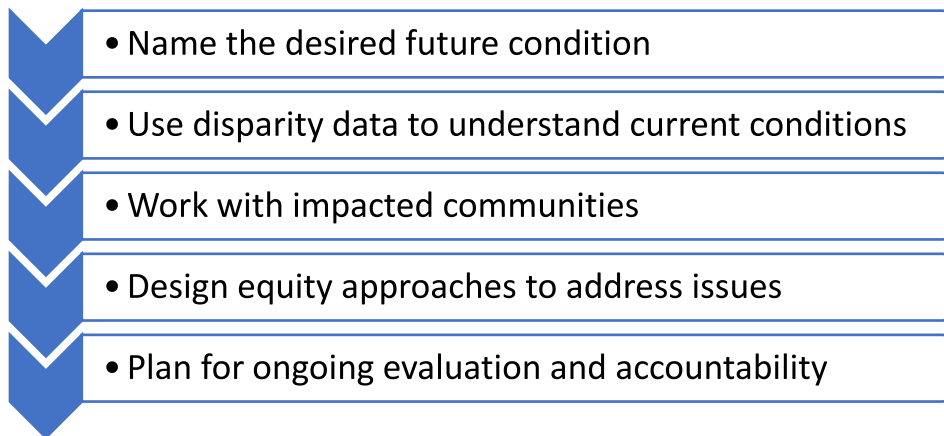 • Name the desired future condition
• Use disparity data to understand current conditions
• Work with impacted communities
• Design equity approaches to address issues
• Plan for ongoing evaluation and accountability